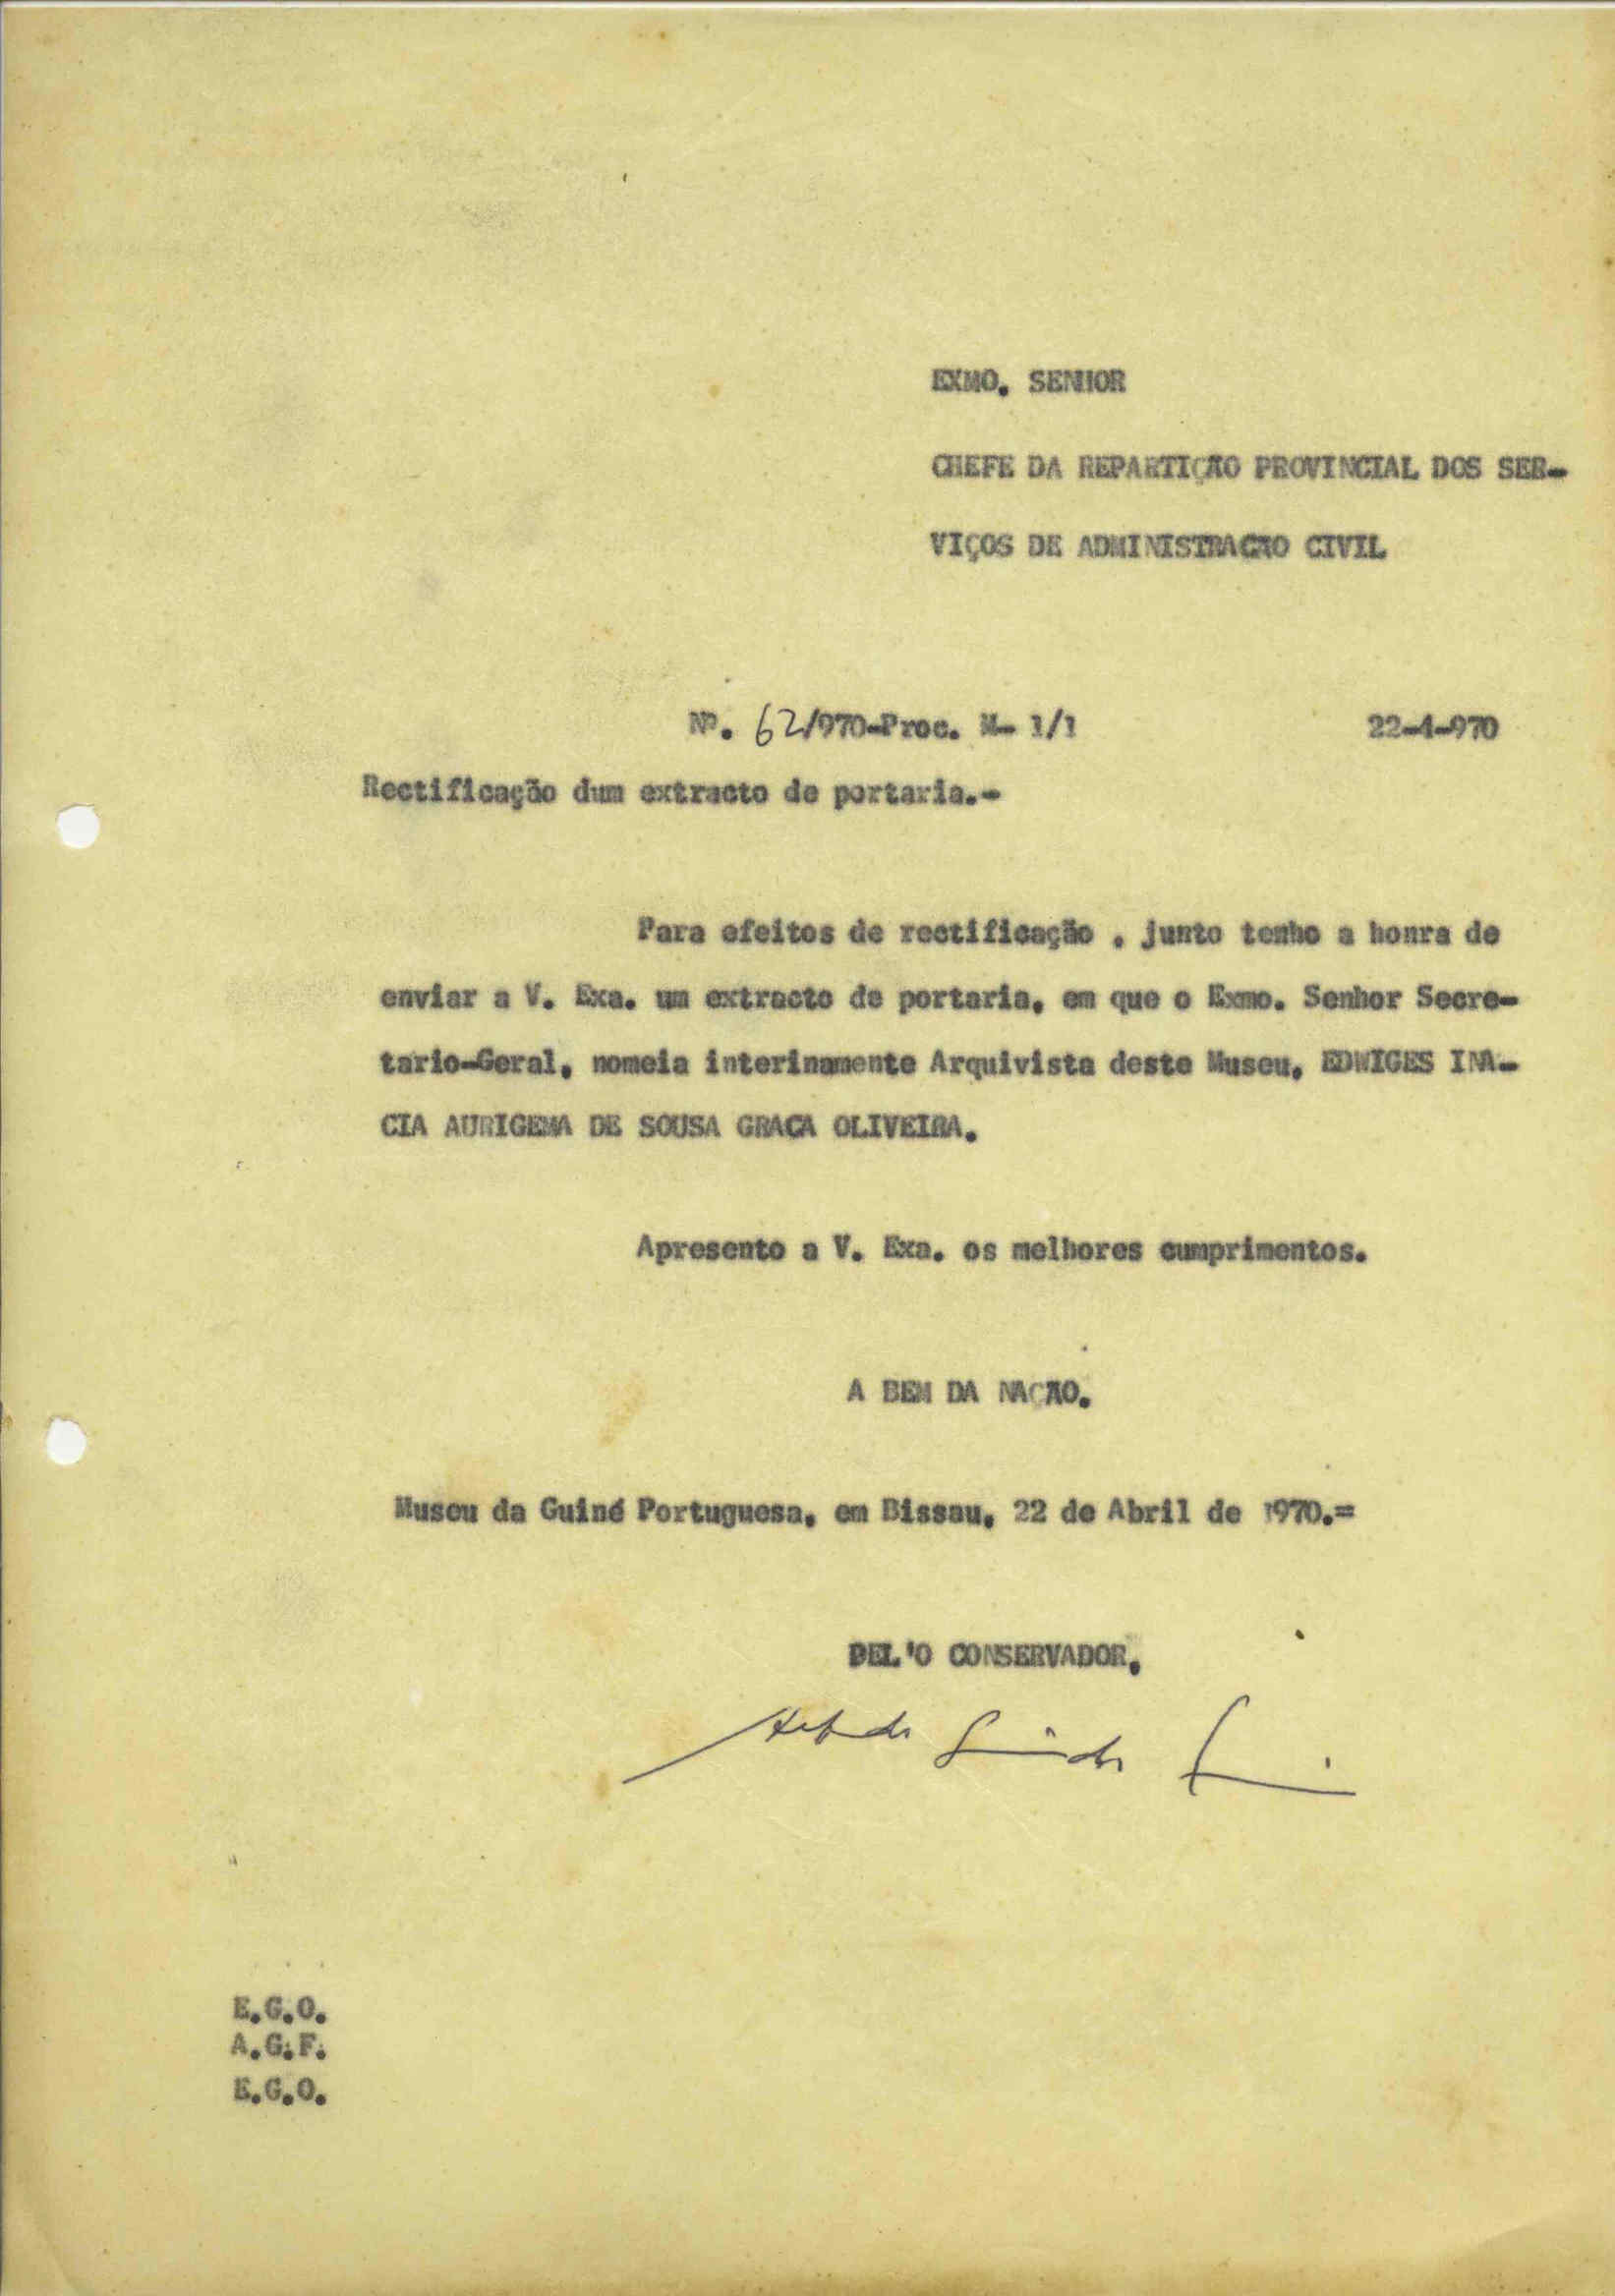 EXMO. SENHOR
CHEFE DA REPARTIÇÃO PROVINCIAL DOS SER-
VIÇOS DE ADMINISTRAÇÃO CIVIL
Nº. 62/970-Proc. M- 1/1 22-4-970
Rectificação dum extracto de portaria.-
Para efeitos de rectificação , junto tenho a honra de
enviar a V. Exa. um extracto de portaria, em que o Exmo. Senhor Secre-
tario-Geral, nomeia interinamente Arquivista deste Museu, EDWIGES INA-
CIA AURIGEMA DE SOUSA GRAÇA OLIVEIRA.
Apresento a V. Exa. os melhores cumprimentos.
A BEM DA NAÇÃO.
Museu da Guiné Portuguesa, em Bissau, 22 de Abril de 1970.=
PEL'O CONSERVADOR,
E.G.O.
A.G.F.
E.G.O.